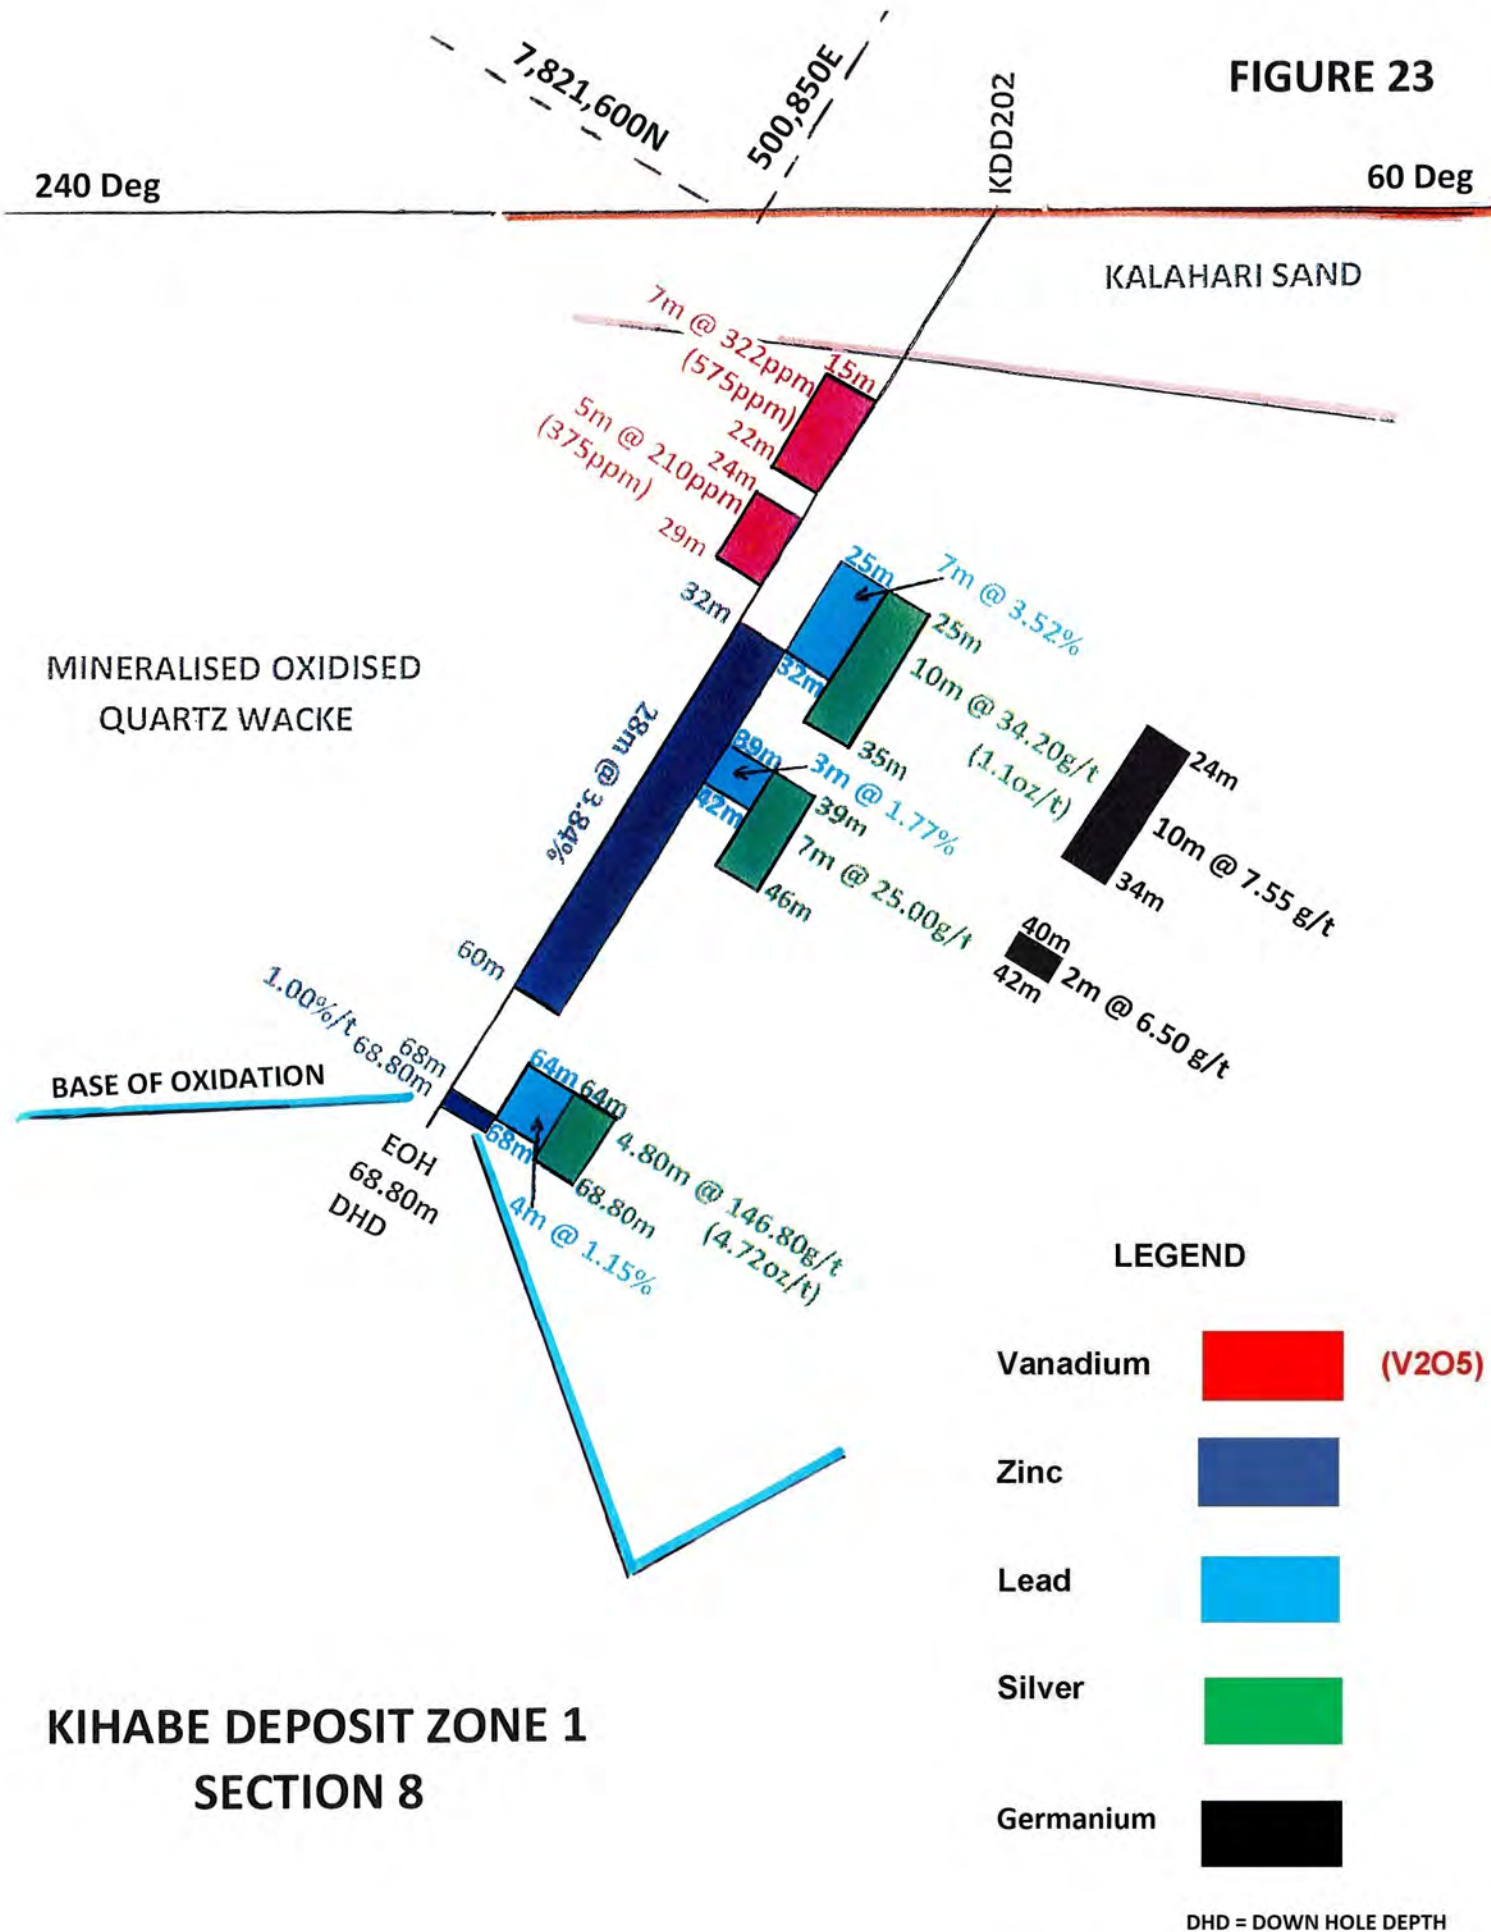 FIGURE 23
7,821,600N
500,850E
KDD202
240 Deg
60 Deg
KALAHARI SAND
7m @ 322ppm
(575ppm)
15m
22m
5m @ 210ppm
(375ppm)
24m
29m
32m
25m
7m @ 3.52%
25m
32m
10m @ 34.20g/t
(1.1oz/t)
35m
MINERALISED OXIDISED
QUARTZ WACKE
28m @ 3.84%
39m
3m @ 1.77%
42m
39m
7m @ 25.00g/t
46m
24m
10m @ 7.55 g/t
34m
40m
42m
2m @ 6.50 g/t
60m
1.00%/t
68m
68.80m
BASE OF OXIDATION
64m
64m
68m
4.80m @ 146.80g/t
(4.72oz/t)
68.80m
4m @ 1.15%
EOH
68.80m
DHD
LEGEND
Vanadium
(V2O5)
Zinc
Lead
Silver
Germanium
KIHABE DEPOSIT ZONE 1
SECTION 8
DHD = DOWN HOLE DEPTH